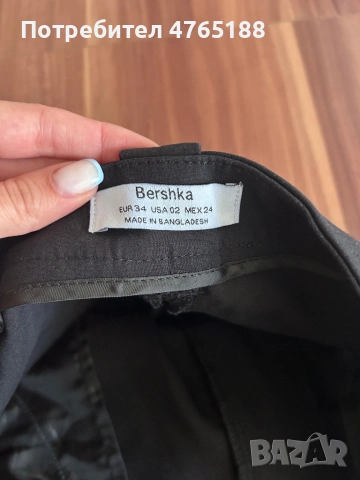 Потребител 4765188
Bershka
EUR 34 USA 02 MEX 24
MADE IN BANGLADESH
BAZAR